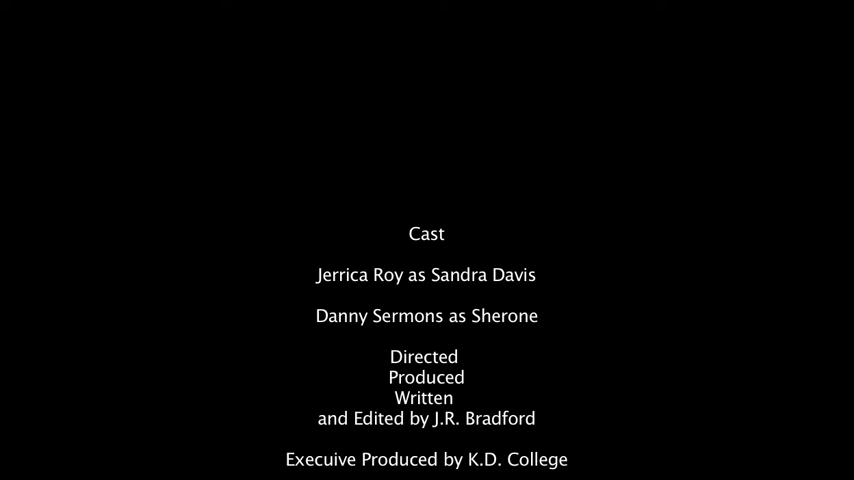 Cast
Jerrica Roy as Sandra Davis
Danny Sermons as Sherone
Directed
Produced
Written
and Edited by J.R. Bradford
Execuive Produced by K.D. College